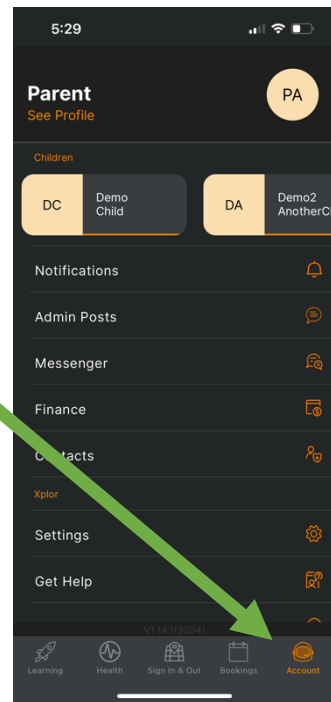 5:29
Parent
PA
See Profile
Children
DC
Demo
Child
DA
Demo2
AnotherC
Notifications
Admin Posts
Messenger
Finance
Contacts
Xplor
Settings
Get Help
V1.14.1(3204)
Learning
Health
Sign In & Out
Bookings
Account